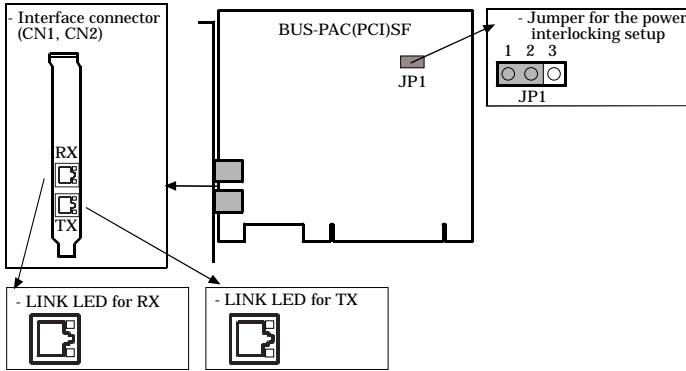 - Interface connector
(CN1, CN2)
RX
TX
BUS-PAC(PCI)SF
JP1
- Jumper for the power
interlocking setup
1 2 3
JP1
- LINK LED for RX
- LINK LED for TX